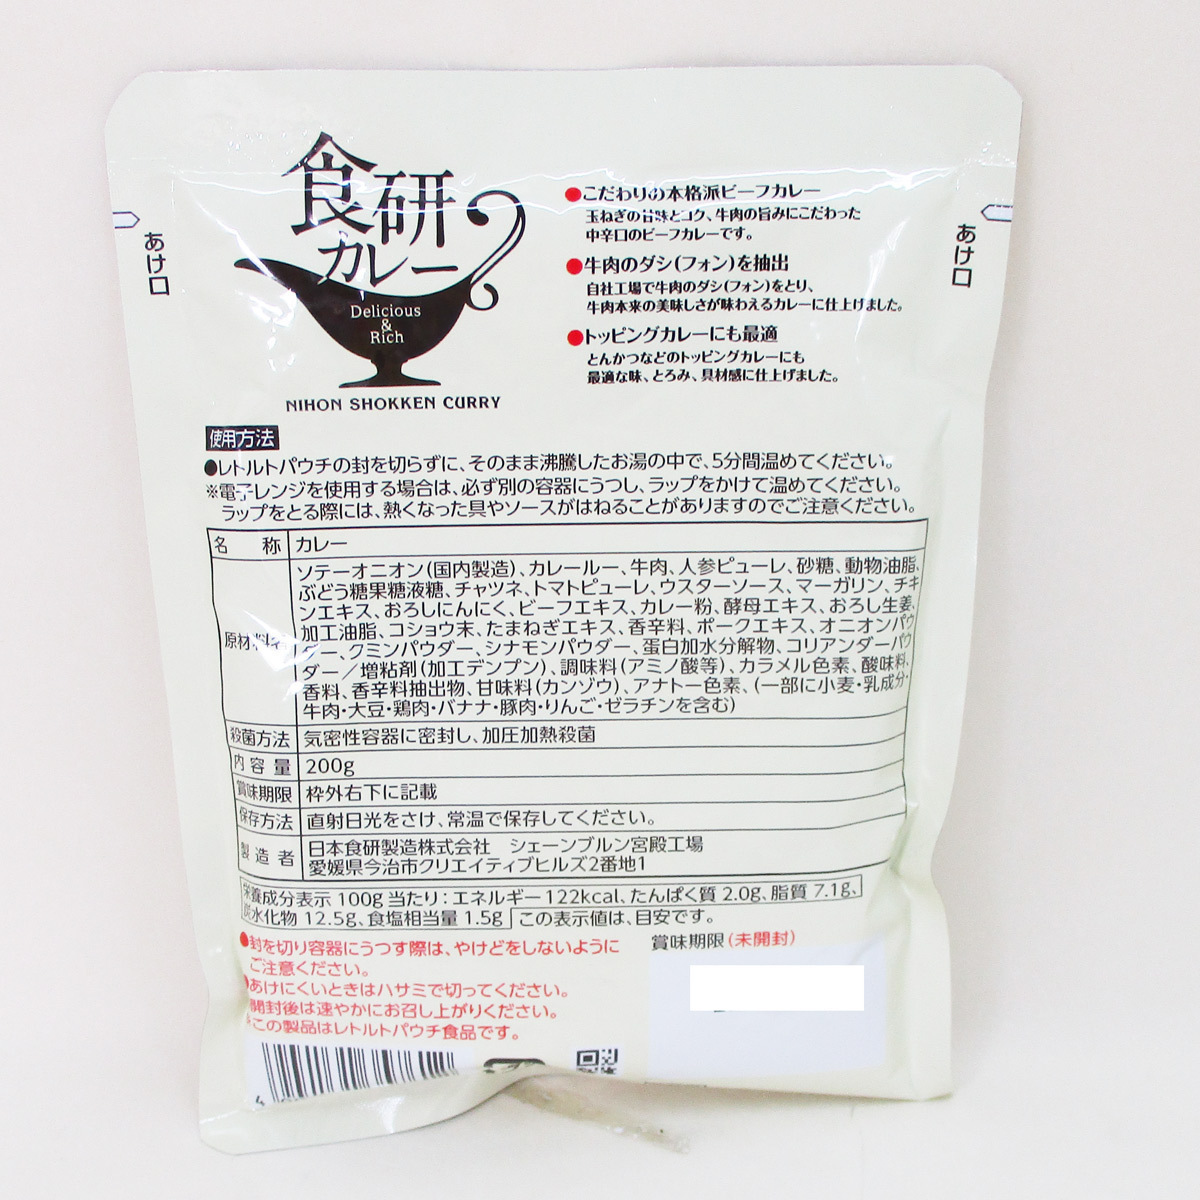 食研
カレー
Delicious
&
Rich
NIHON SHOKKEN CURRY
●こだわりの本格派ビーフカレー
玉ねぎの旨味とコク、牛肉の旨みにこだわった
中辛口のビーフカレーです。
●牛肉のダシ(フォン)を抽出
自社工場で牛肉のダシ(フォン)をとり、
牛肉本来の美味しさが味わえるカレーに仕上げました。
●トッピングカレーにも最適
とんかつなどのトッピングカレーにも
最適な味、とろみ、具材感に仕上げました。
あけ口
あけ口
使用方法
●レトルトパウチの封を切らずに、そのまま沸騰したお湯の中で、5分間温めてください。
※電子レンジを使用する場合は、必ず別の容器にうつし、ラップをかけて温めてください。
ラップをとる際には、熱くなった具やソースがはねることがありますのでご注意ください。
名称 カレー
原材料名 ソテーオニオン(国内製造)、カレールー、牛肉、人参ピューレ、砂糖、動物油脂、
ぶどう糖果糖液糖、チャツネ、トマトピューレ、ウスターソース、マーガリン、チキ
ンエキス、おろしにんにく、ビーフエキス、カレー粉、酵母エキス、おろし生姜、
加工油脂、コショウ末、たまねぎエキス、香辛料、ポークエキス、オニオンパウ
ダー、クミンパウダー、シナモンパウダー、蛋白加水分解物、コリアンダーパウ
ダー／増粘剤(加工デンプン)、調味料(アミノ酸等)、カラメル色素、酸味料、
香料、香辛料抽出物、甘味料(カンゾウ)、アナトー色素、(一部に小麦・乳成分・
牛肉・大豆・鶏肉・バナナ・豚肉・りんご・ゼラチンを含む)
殺菌方法 気密性容器に密封し、加圧加熱殺菌
内容量 200g
賞味期限 枠外右下に記載
保存方法 直射日光をさけ、常温で保存してください。
製造者 日本食研製造株式会社 シェーンブルン宮殿工場
愛媛県今治市クリエイティブヒルズ2番地1
栄養成分表示 100g当たり：エネルギー122kcal、たんぱく質 2.0g、脂質 7.1g、
炭水化物 12.5g、食塩相当量 1.5g この表示値は、目安です。
●封を切り容器にうつす際は、やけどをしないように
ご注意ください。
●あけにくいときはハサミで切ってください。
開封後は速やかにお召し上がりください。
この製品はレトルトパウチ食品です。
賞味期限(未開封)